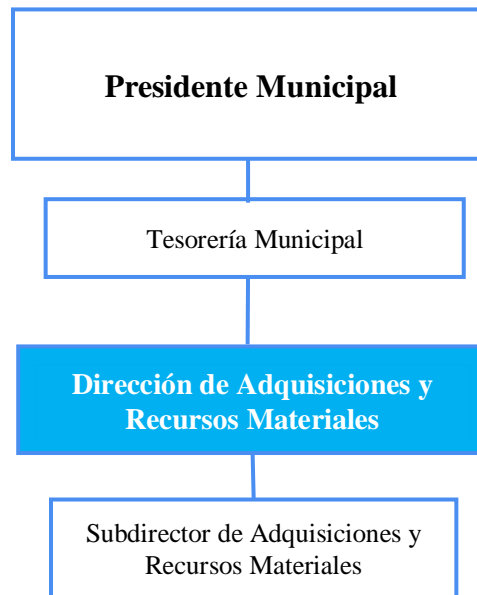 Presidente Municipal
Tesorería Municipal
Dirección de Adquisiciones y
Recursos Materiales
Subdirector de Adquisiciones y
Recursos Materiales